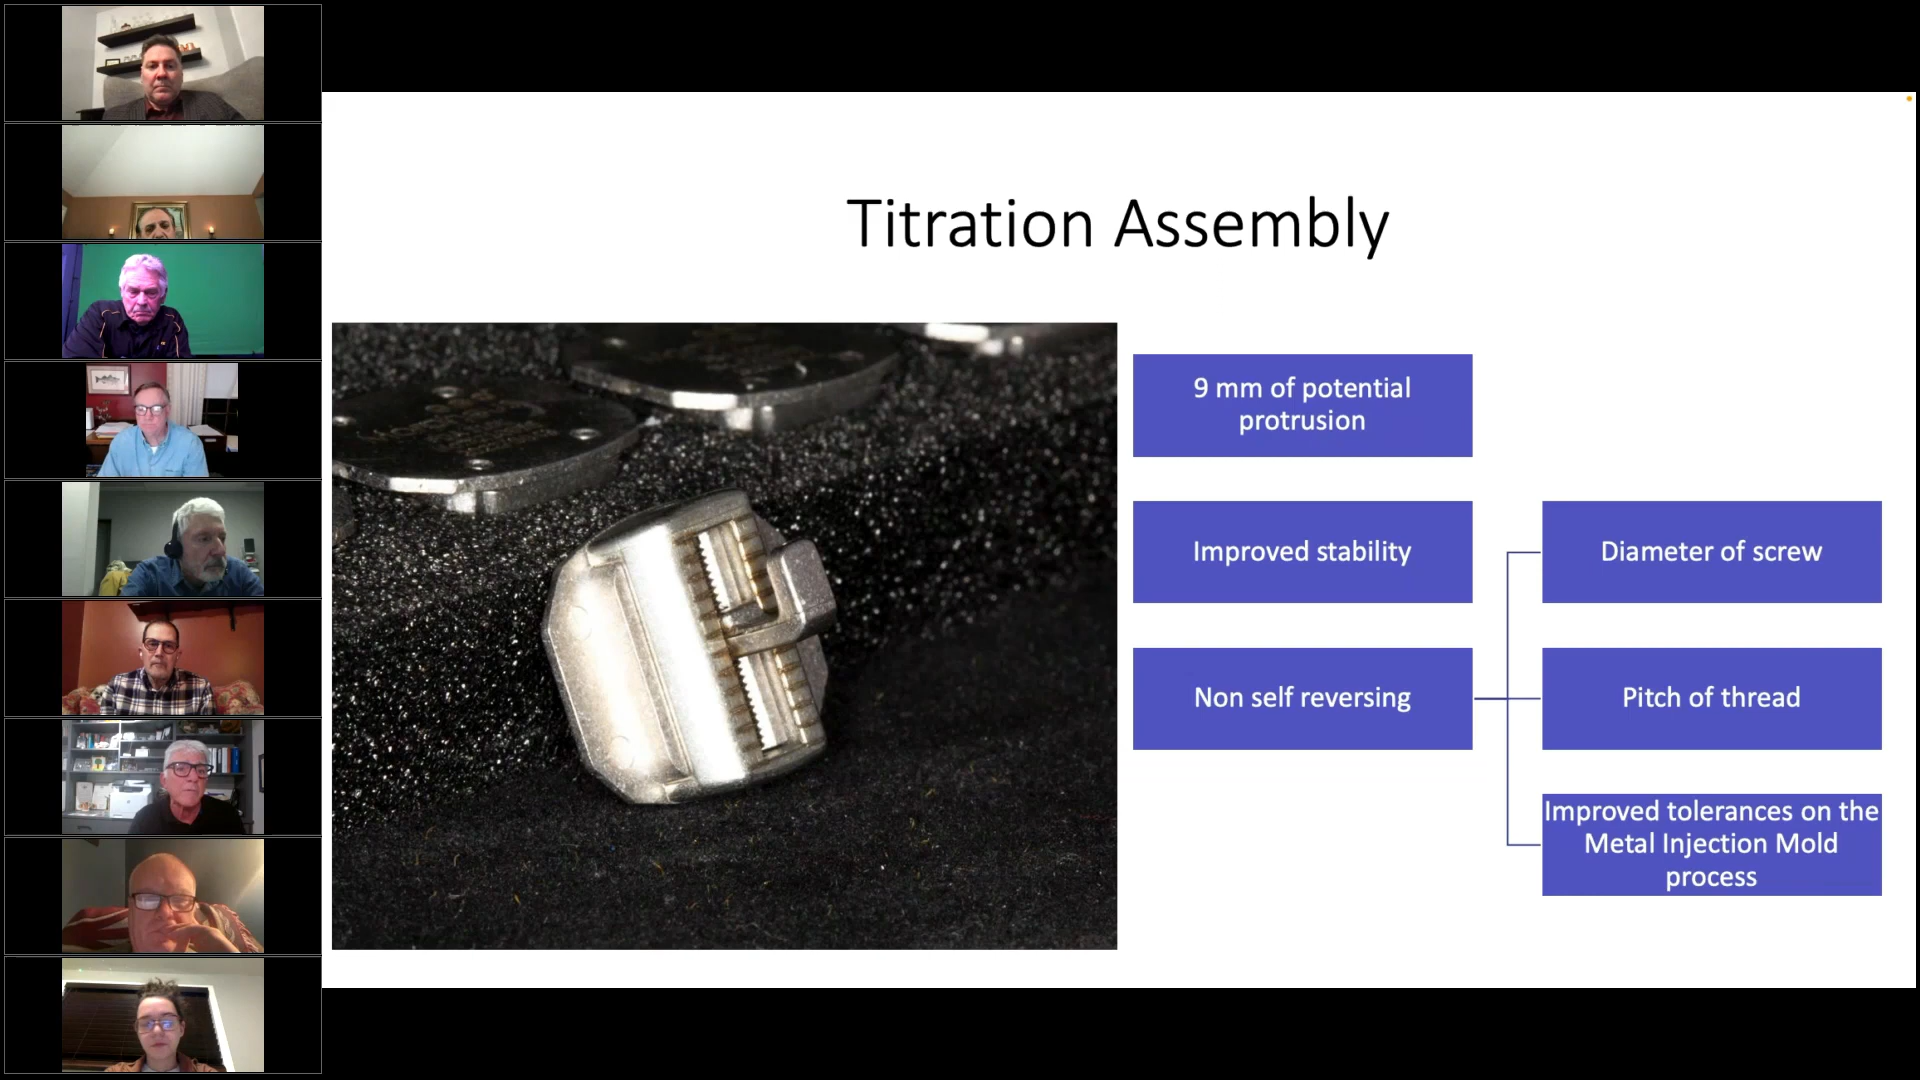 Titration Assembly
9 mm of potential
protrusion
Improved stability
Non self reversing
Diameter of screw
Pitch of thread
Improved tolerances on the
Metal Injection Mold
process